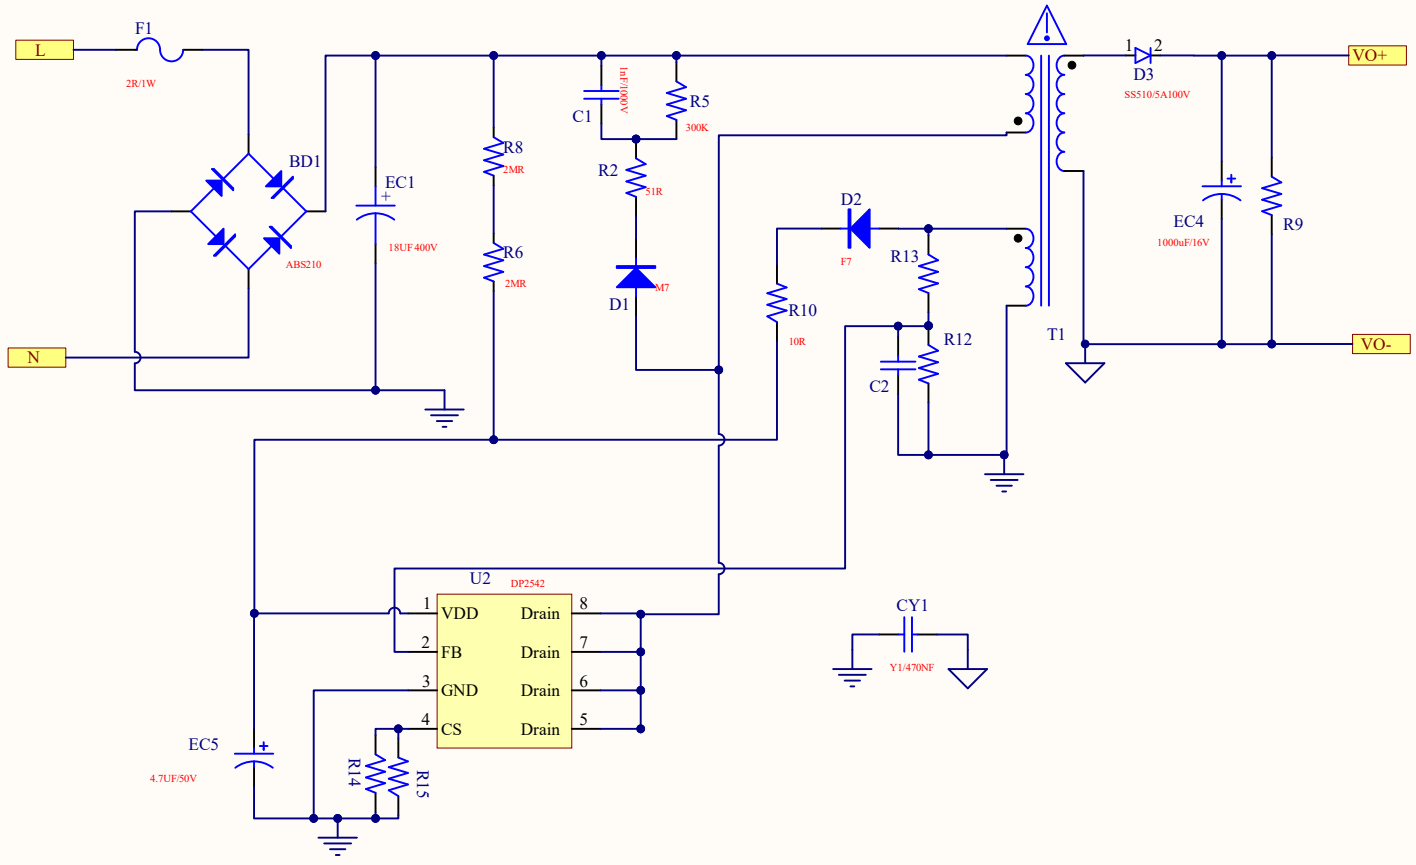 F1
L
2R/1W
BD1
ABS210
N
EC1
+
18UF400V
R8
2MR
R6
2MR
C1
1nF/1000V
R5
300K
R2
51R
D1
M7
D2
F7
R10
10R
R13
R12
C2
T1
1 2
D3
SS510/5A100V
VO+
+
EC4
1000uF/16V
R9
VO-
U2 DP2542
1 VDD Drain 8
2 FB Drain 7
3 GND Drain 6
4 CS Drain 5
+
EC5
4.7UF/50V
R14
R15
CY1
Y1/470NF